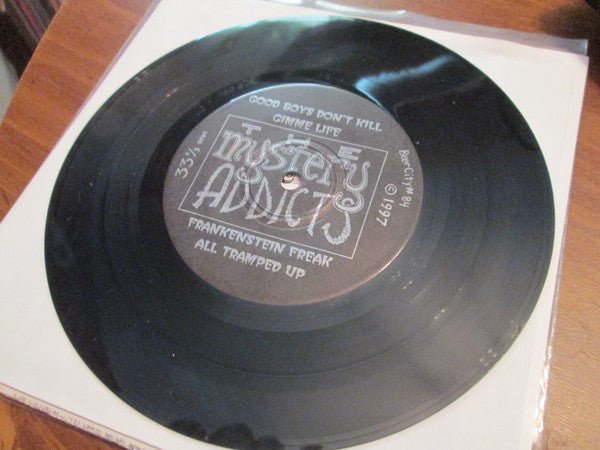 GOOD BOYS DON'T KILL
GIMME LIFE
33⅓ RPM
THE
mystery
ADDICTS
Beer City #84
©1997
FRANKENSTEIN FREAK
ALL TRAMPED UP